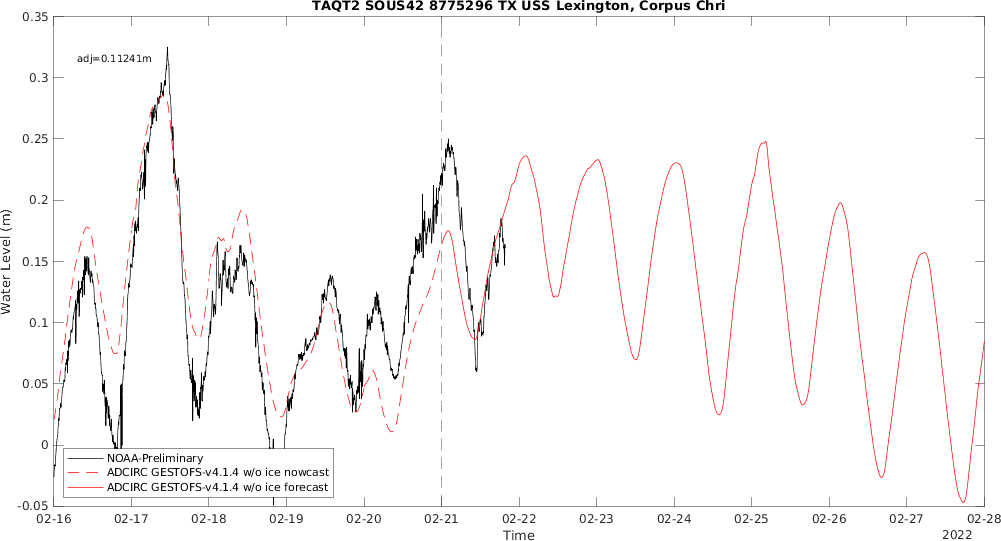 TAQT2 SOUS42 8775296 TX USS Lexington, Corpus Chri
adj=0.11241m
Water Level (m)
0.35
0.3
0.25
0.2
0.15
0.1
0.05
0
-0.05
NOAA-Preliminary
ADCIRC GESTOFS-v4.1.4 w/o ice nowcast
ADCIRC GESTOFS-v4.1.4 w/o ice forecast
02-16 02-17 02-18 02-19 02-20 02-21 02-22 02-23 02-24 02-25 02-26 02-27 02-28
Time
2022